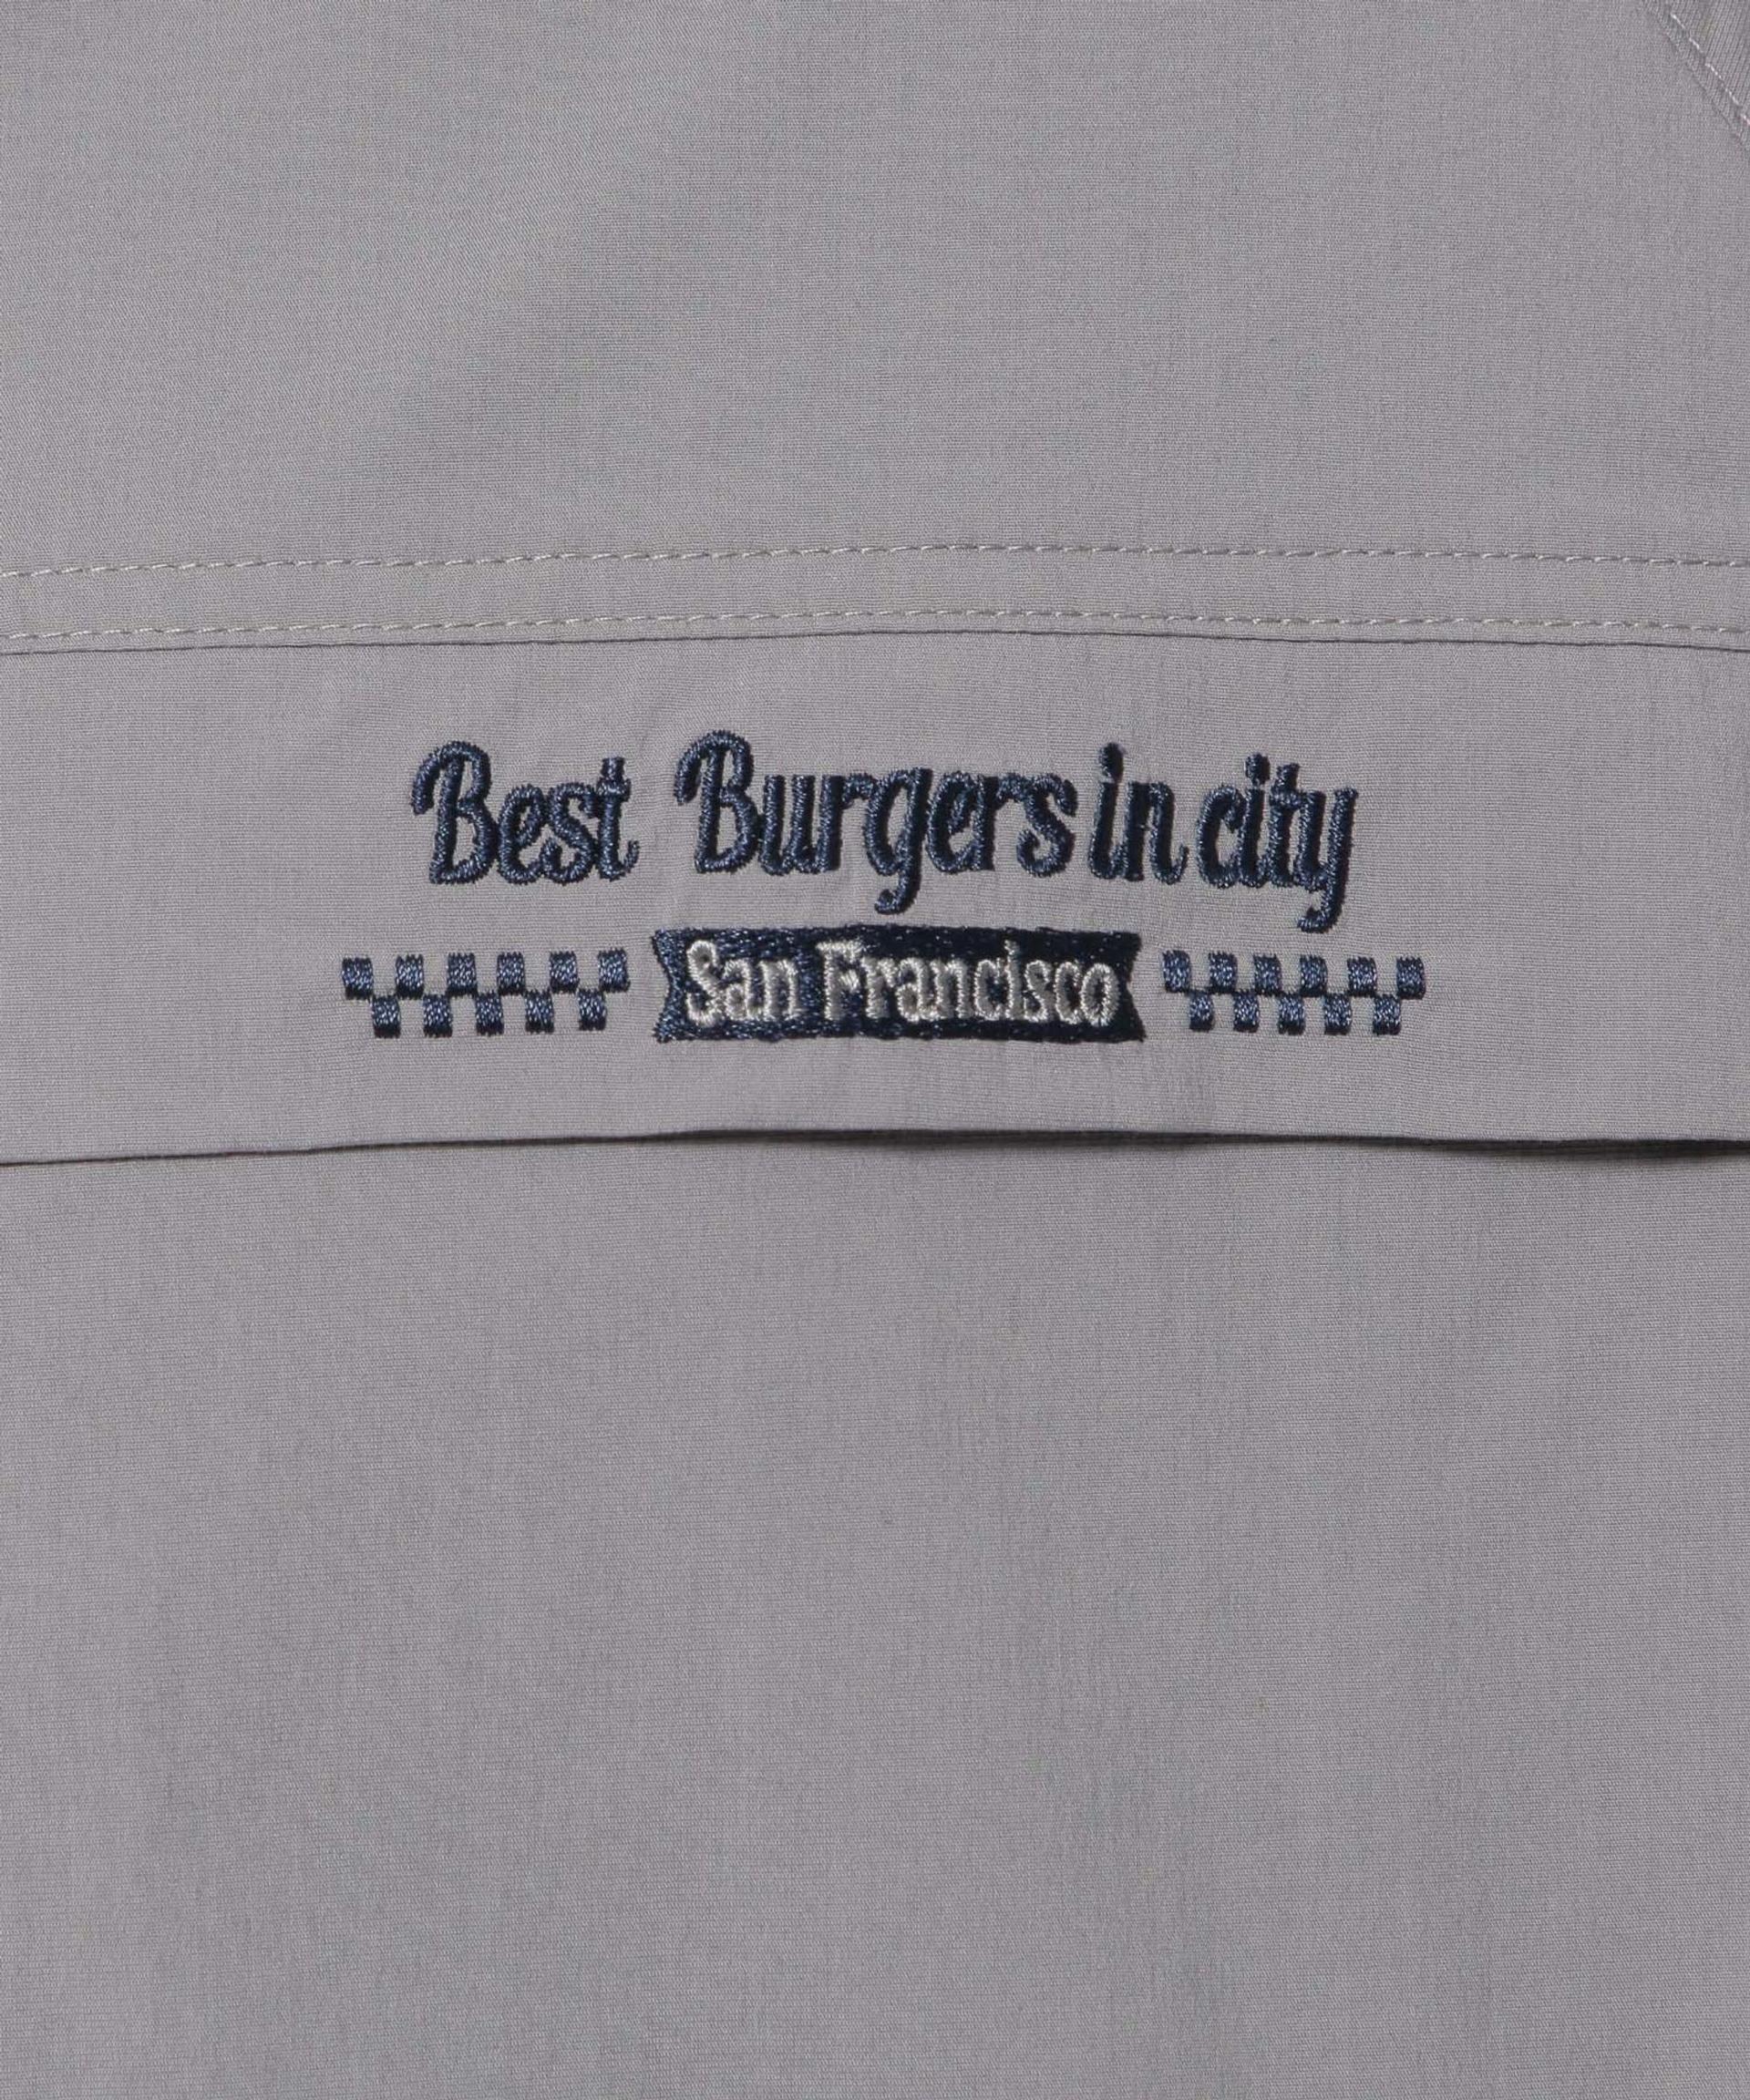 Best Burgers in city
San Francisco